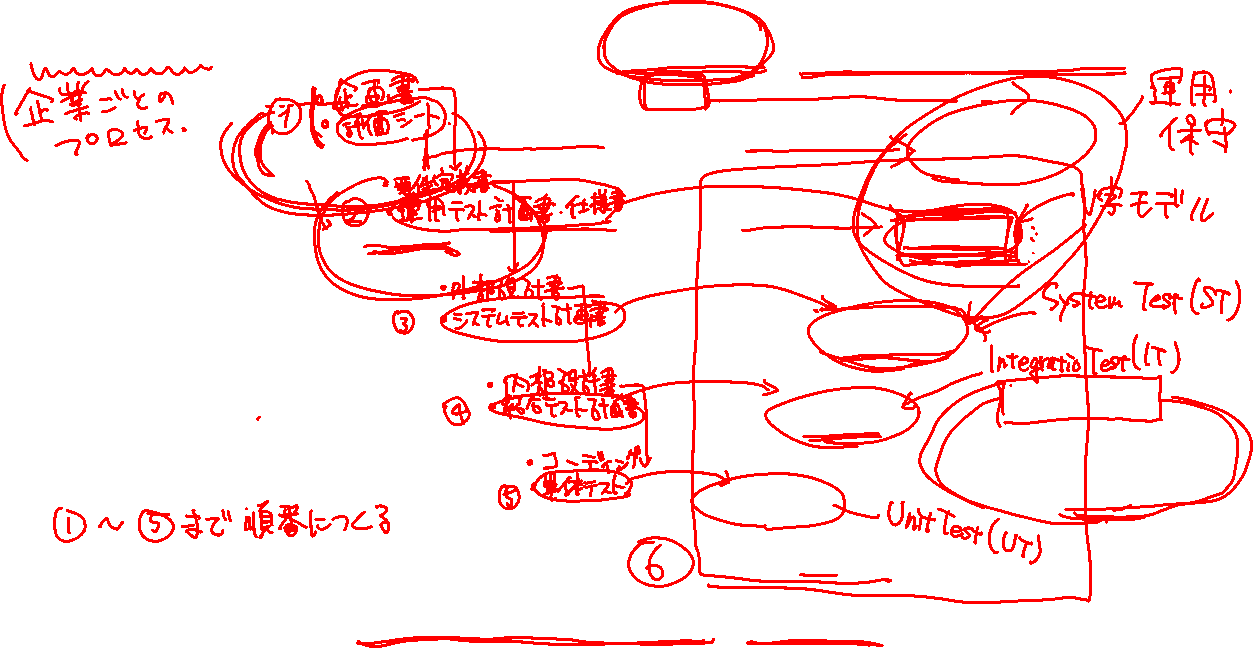 企業ごとの
プロセス.
①
・企画書
・評価シート
運用・
保守
・要件定義書
② ・運用テスト計画書・仕様書
V字モデル
・外部設計書
③ ・システムテスト計画書
System Test (ST)
・内部設計書
④ 結合テスト計画書
Integratio Test (IT)
・コーディング
⑤ 単体テスト
Unit Test (UT)
①～⑤まで順番につくる
⑥